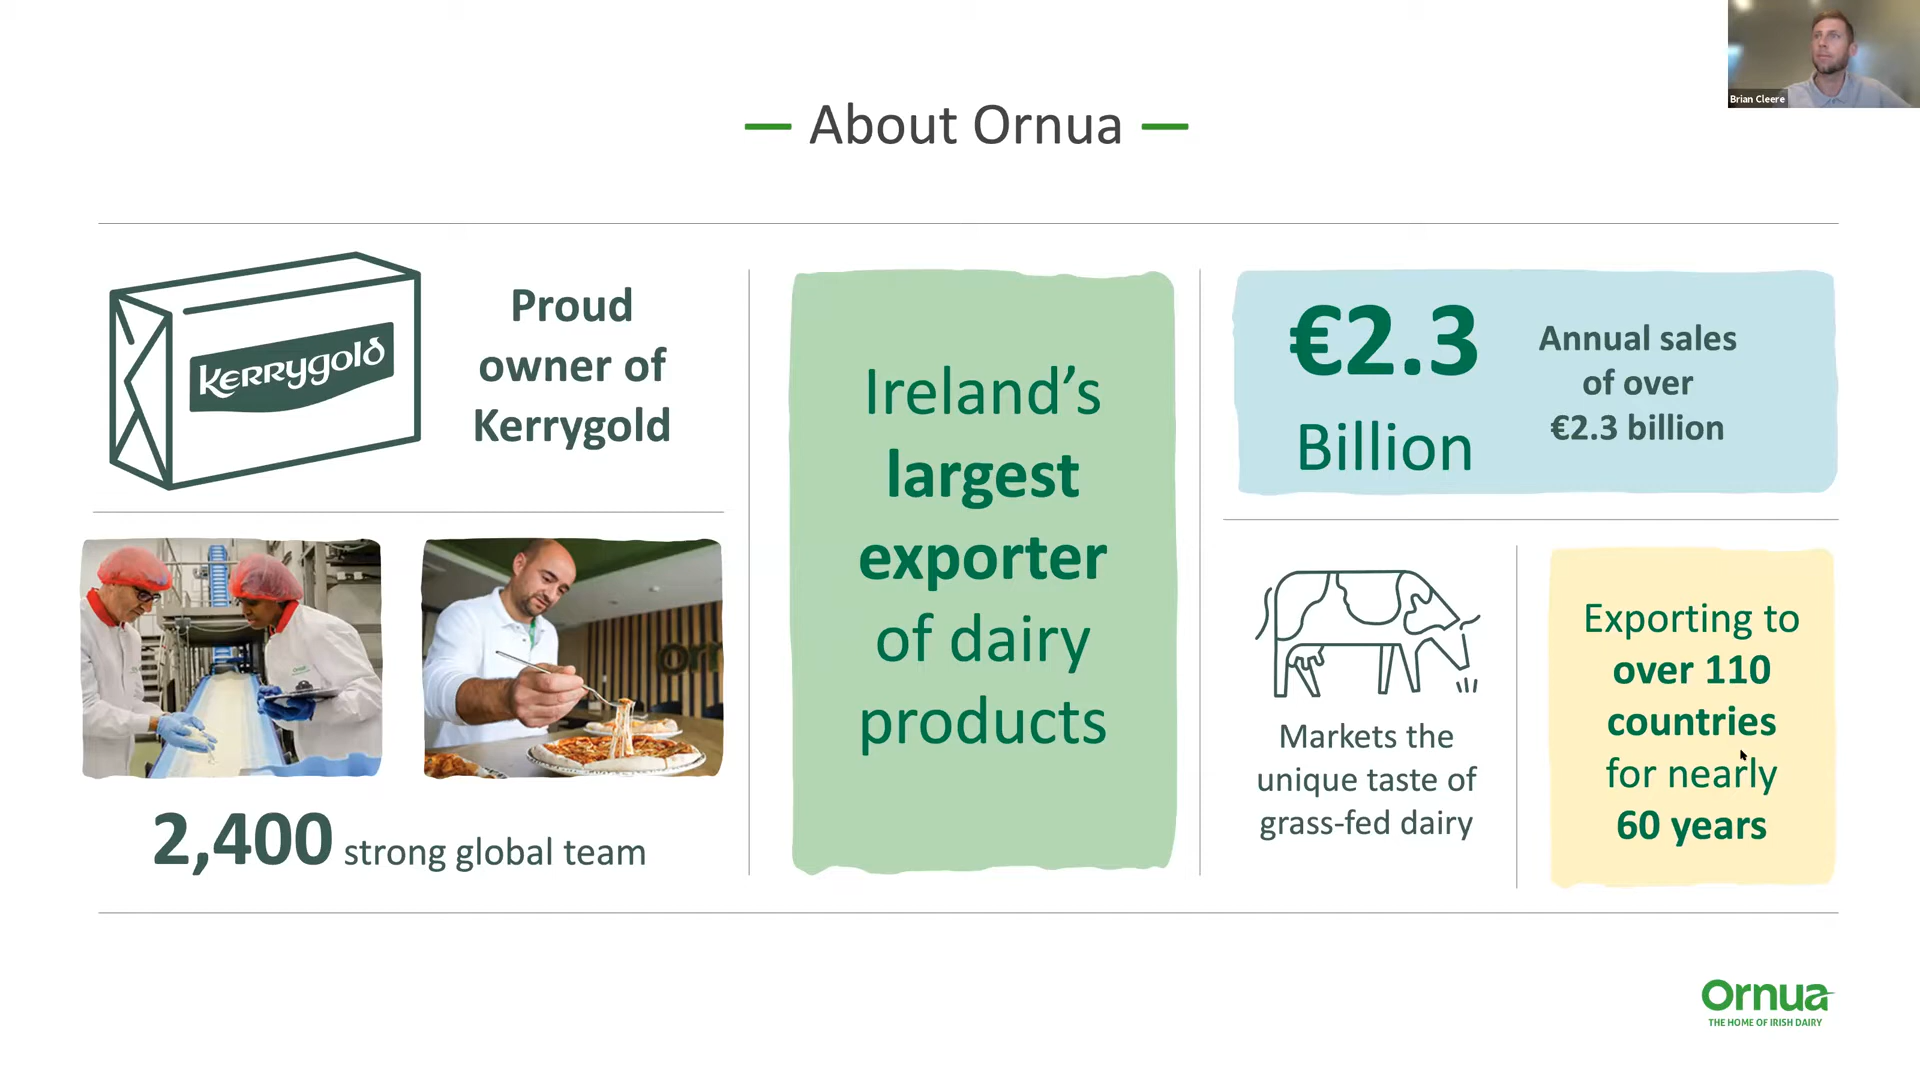 Brian Cleere
About Ornua
Kerrygold
Proud
owner of
Kerrygold
2,400 strong global team
Ireland’s
largest
exporter
of dairy
products
€2.3
Billion
Annual sales
of over
€2.3 billion
Markets the
unique taste of
grass-fed dairy
Exporting to
over 110
countries
for nearly
60 years
Ornua
THE HOME OF IRISH DAIRY